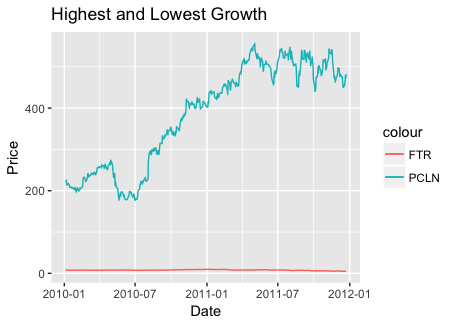 Highest and Lowest Growth
Price
400
200
0
2010-01 2010-07 2011-01 2011-07 2012-01
Date
colour
FTR
PCLN